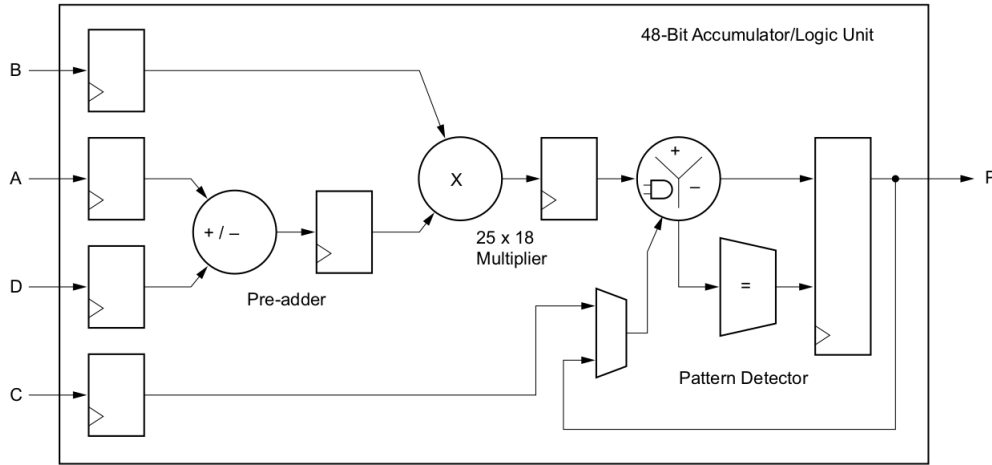 48-Bit Accumulator/Logic Unit
B
A
X
+
–
P
+ / –
25 x 18
Multiplier
D
=
Pre-adder
Pattern Detector
C